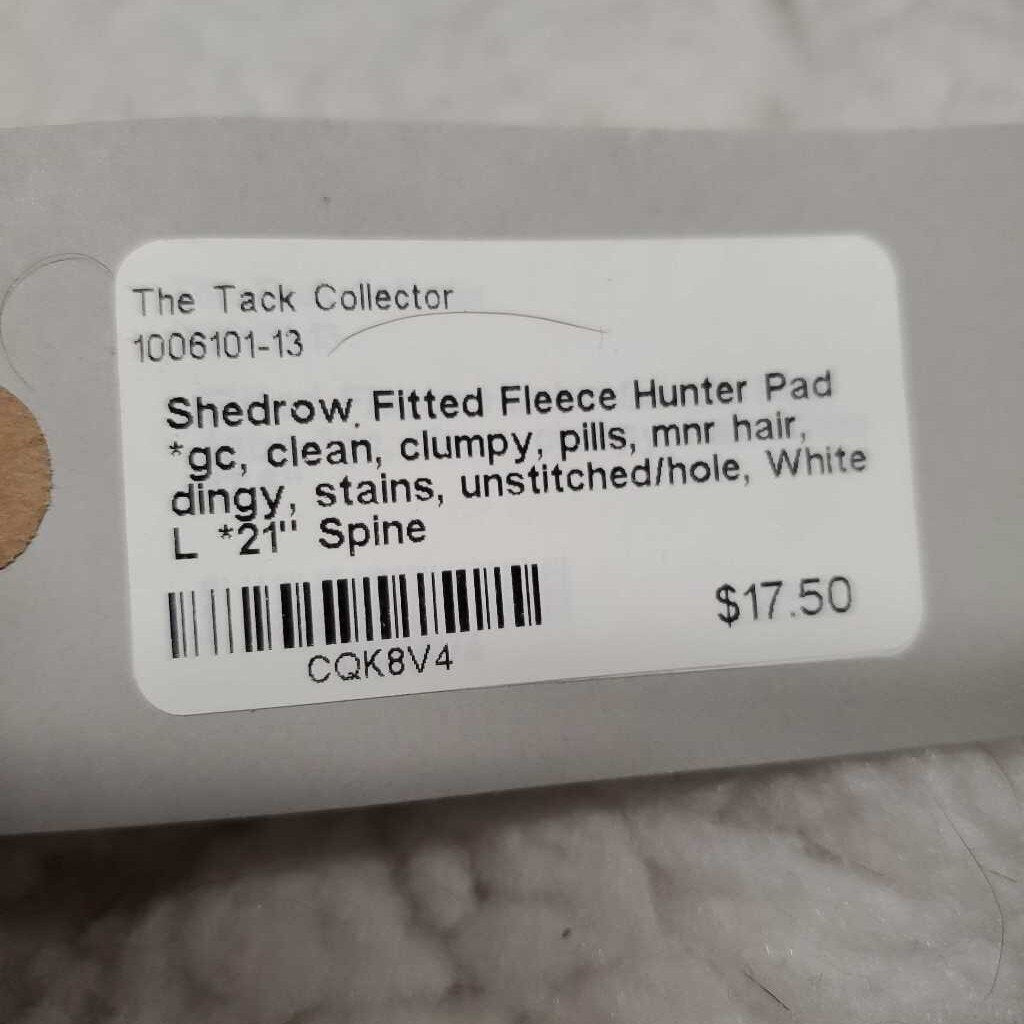 The Tack Collector
1006101-13
Shedrow, Fitted Fleece Hunter Pad
*gc, clean, clumpy, pills, mnr hair,
dingy, stains, unstitched/hole, White
L *21" Spine
$17.50
CQK8V4